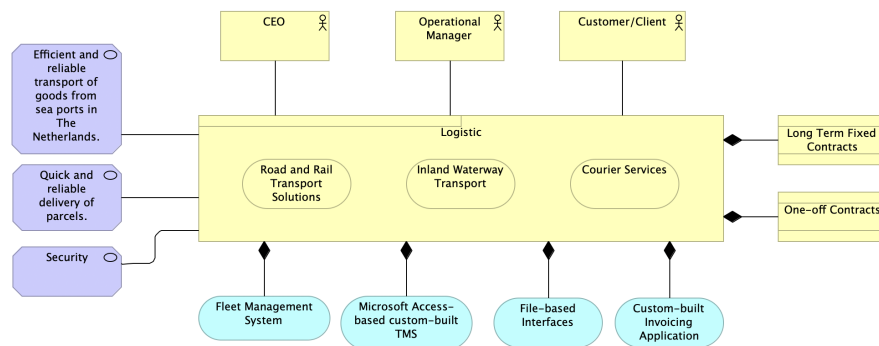 CEO
Operational
Manager
Customer/Client
Efficient and
reliable
transport of
goods from
sea ports in
The
Netherlands.
Logistic
Long Term Fixed
Contracts
Road and Rail
Transport
Solutions
Inland Waterway
Transport
Courier Services
Quick and
reliable
delivery of
parcels.
One-off Contracts
Security
Fleet Management
System
Microsoft Access-
based custom-built
TMS
File-based
Interfaces
Custom-built
Invoicing
Application